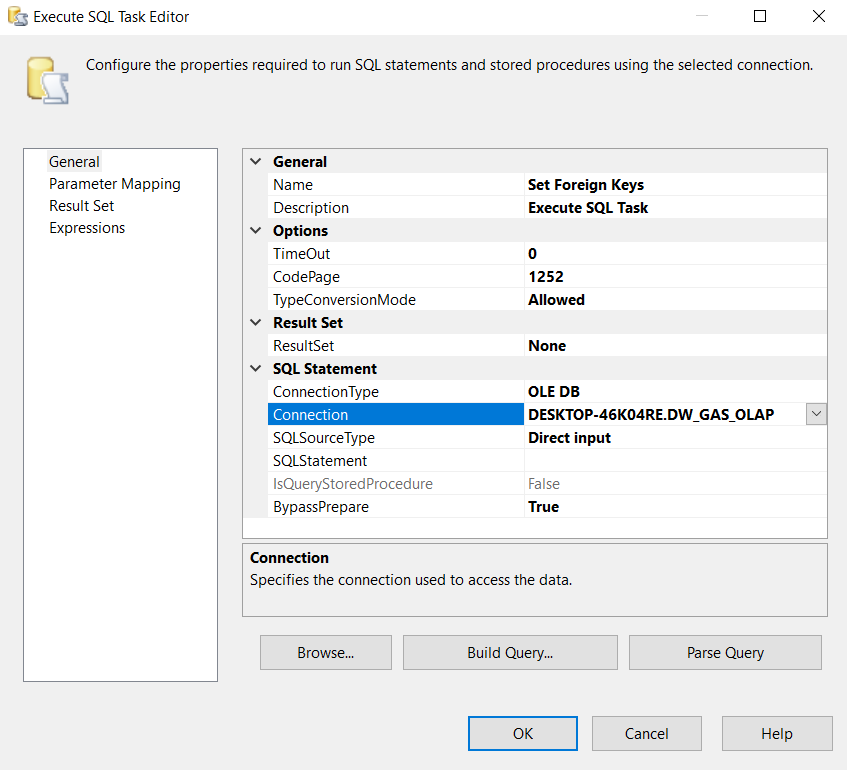 Execute SQL Task Editor
Configure the properties required to run SQL statements and stored procedures using the selected connection.
General
Parameter Mapping
Result Set
Expressions
General
Name Set Foreign Keys
Description Execute SQL Task
Options
TimeOut 0
CodePage 1252
TypeConversionMode Allowed
Result Set
ResultSet None
SQL Statement
ConnectionType OLE DB
Connection DESKTOP-46K04RE.DW_GAS_OLAP
SQLSourceType Direct input
SQLStatement
IsQueryStoredProcedure False
BypassPrepare True
Connection
Specifies the connection used to access the data.
Browse... Build Query... Parse Query
OK Cancel Help